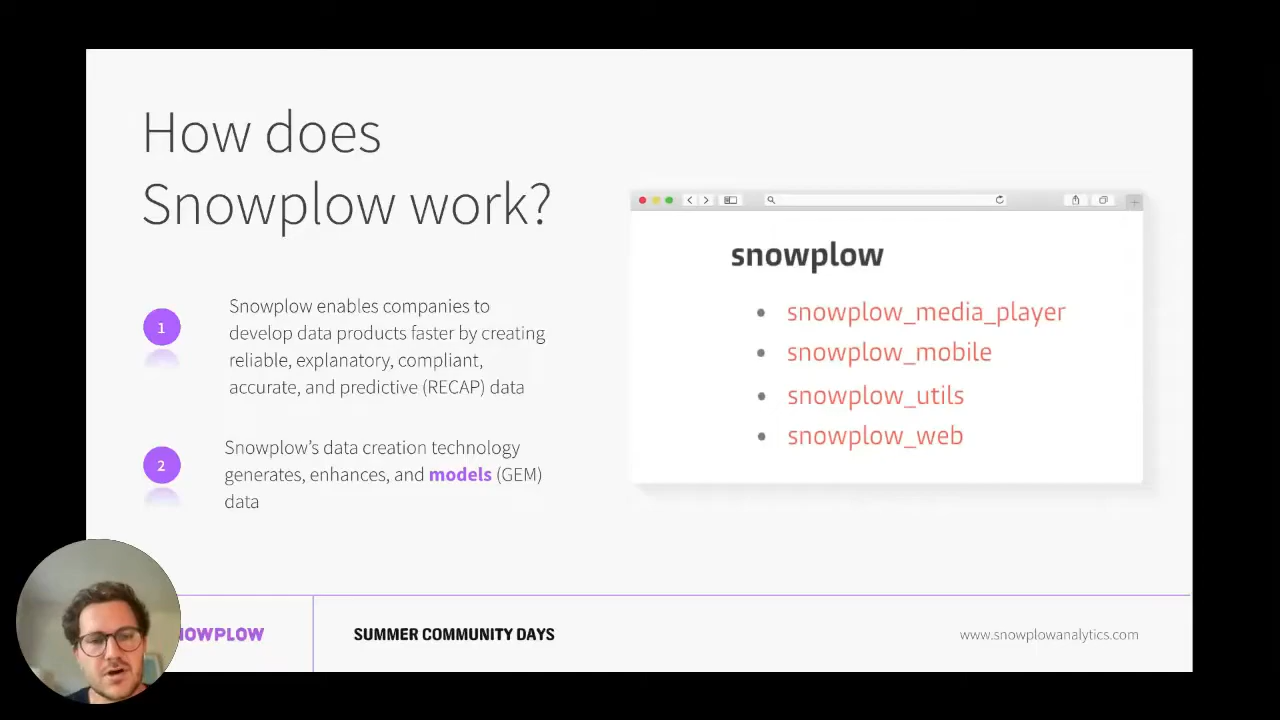 How does
Snowplow work?
1
Snowplow enables companies to
develop data products faster by creating
reliable, explanatory, compliant,
accurate, and predictive (RECAP) data
2
Snowplow’s data creation technology
generates, enhances, and models (GEM)
data
snowplow
• snowplow_media_player
• snowplow_mobile
• snowplow_utils
• snowplow_web
NOWPLOW
SUMMER COMMUNITY DAYS
www.snowplowanalytics.com